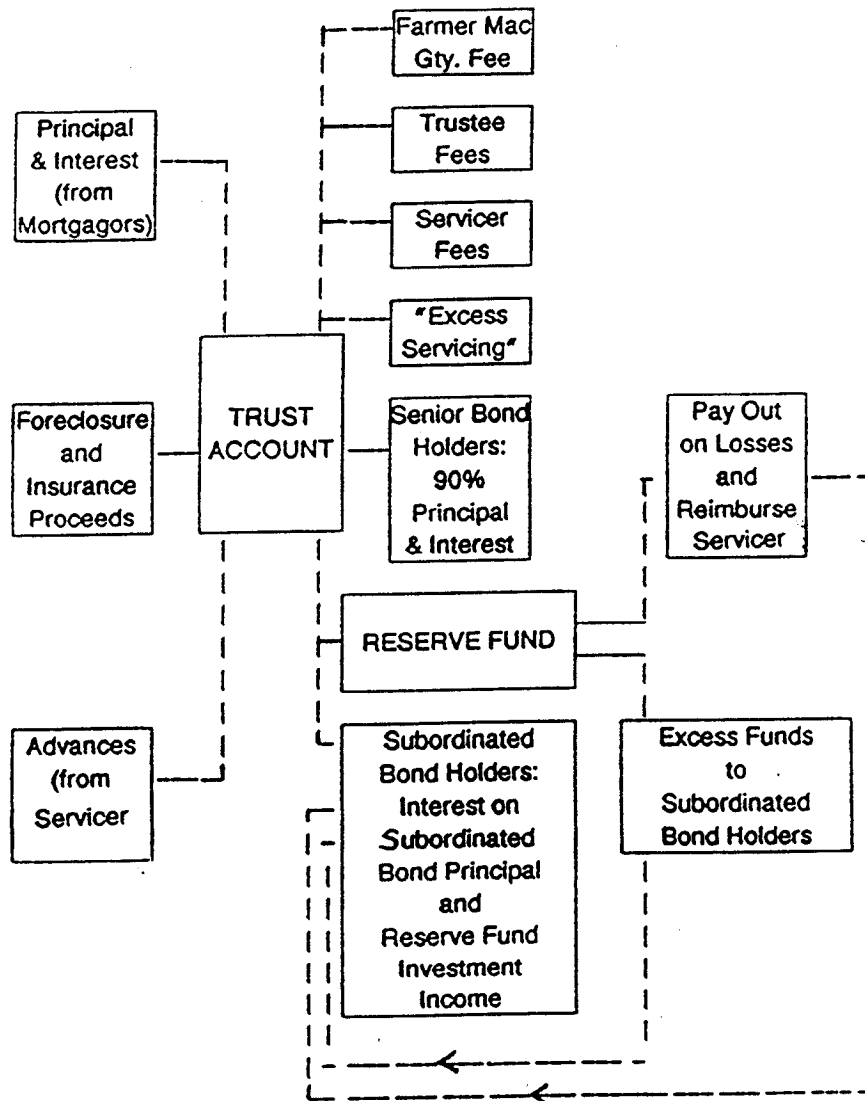 Farmer Mac
Gty. Fee
Principal
& Interest
(from
Mortgagors)
Trustee
Fees
Servicer
Fees
"Excess
Servicing"
TRUST
ACCOUNT
Foreclosure
and
Insurance
Proceeds
Senior Bond
Holders:
90%
Principal
& Interest
Pay Out
on Losses
and
Reimburse
Servicer
RESERVE FUND
Advances
(from
Servicer
Subordinated
Bond Holders:
Interest on
Subordinated
Bond Principal
and
Reserve Fund
Investment
Income
Excess Funds
to
Subordinated
Bond Holders